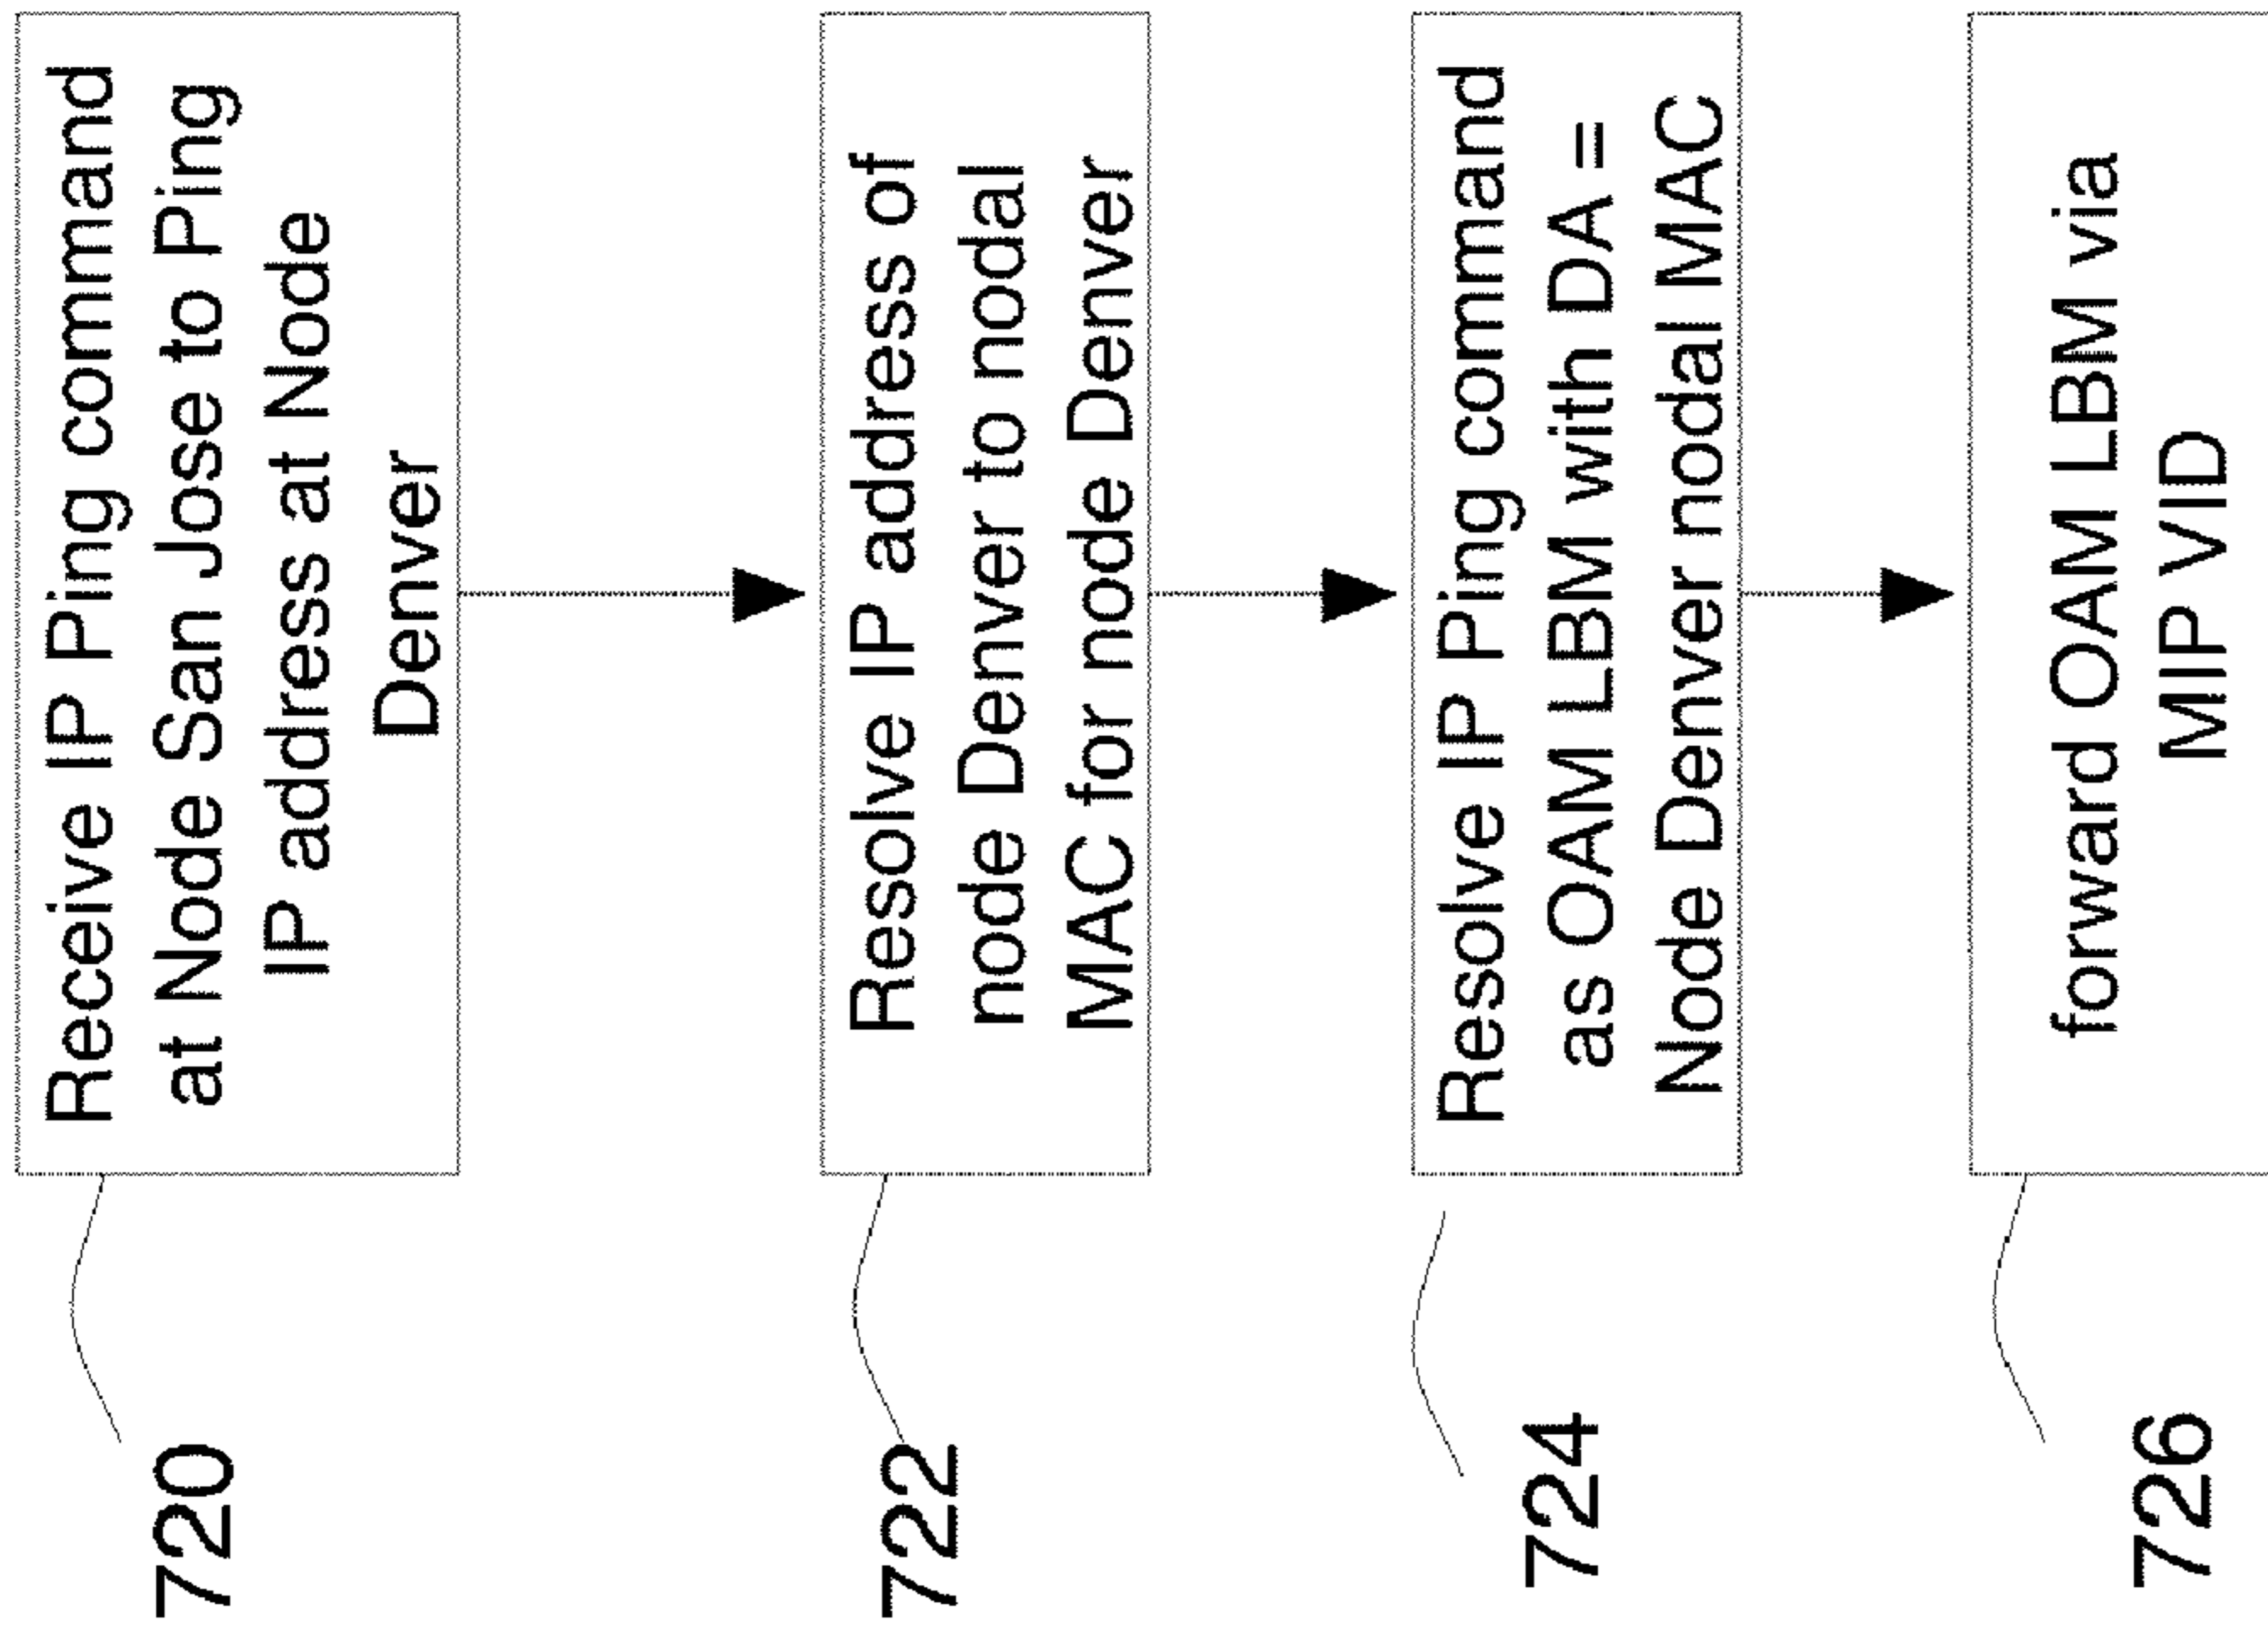 Receive IP Ping command
at Node San Jose to Ping
IP address at Node
Denver
720
Resolve IP address of
node Denver to nodal
MAC for node Denver
722
Resolve IP Ping command
as OAM LBM with DA =
Node Denver nodal MAC
724
forward OAM LBM via
MIP VID
726